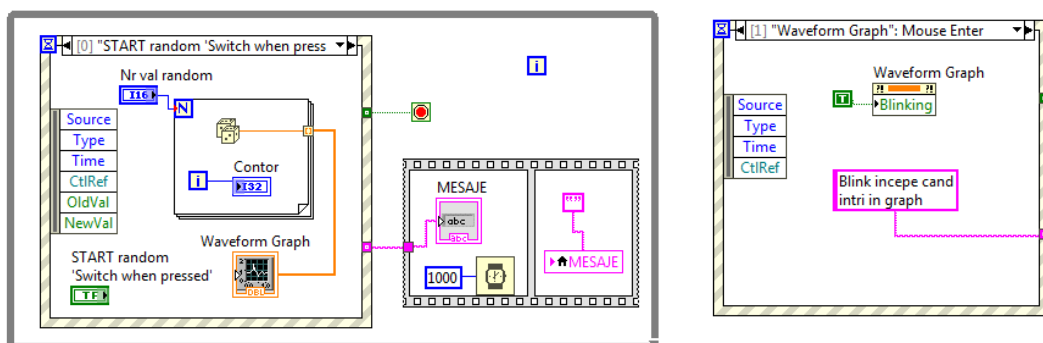 [0] "START random 'Switch when press
Nr val random
I16
N
Source
Type
Time
CtlRef
OldVal
NewVal
i
Contor
I32
Waveform Graph
DBL
START random
'Switch when pressed'
TF
i
MESAJE
abc
abc
1000
""
MESAJE
[1] "Waveform Graph": Mouse Enter
Source
Type
Time
CtlRef
T
Waveform Graph
?! ?!
Blinking
Blink incepe cand
intri in graph